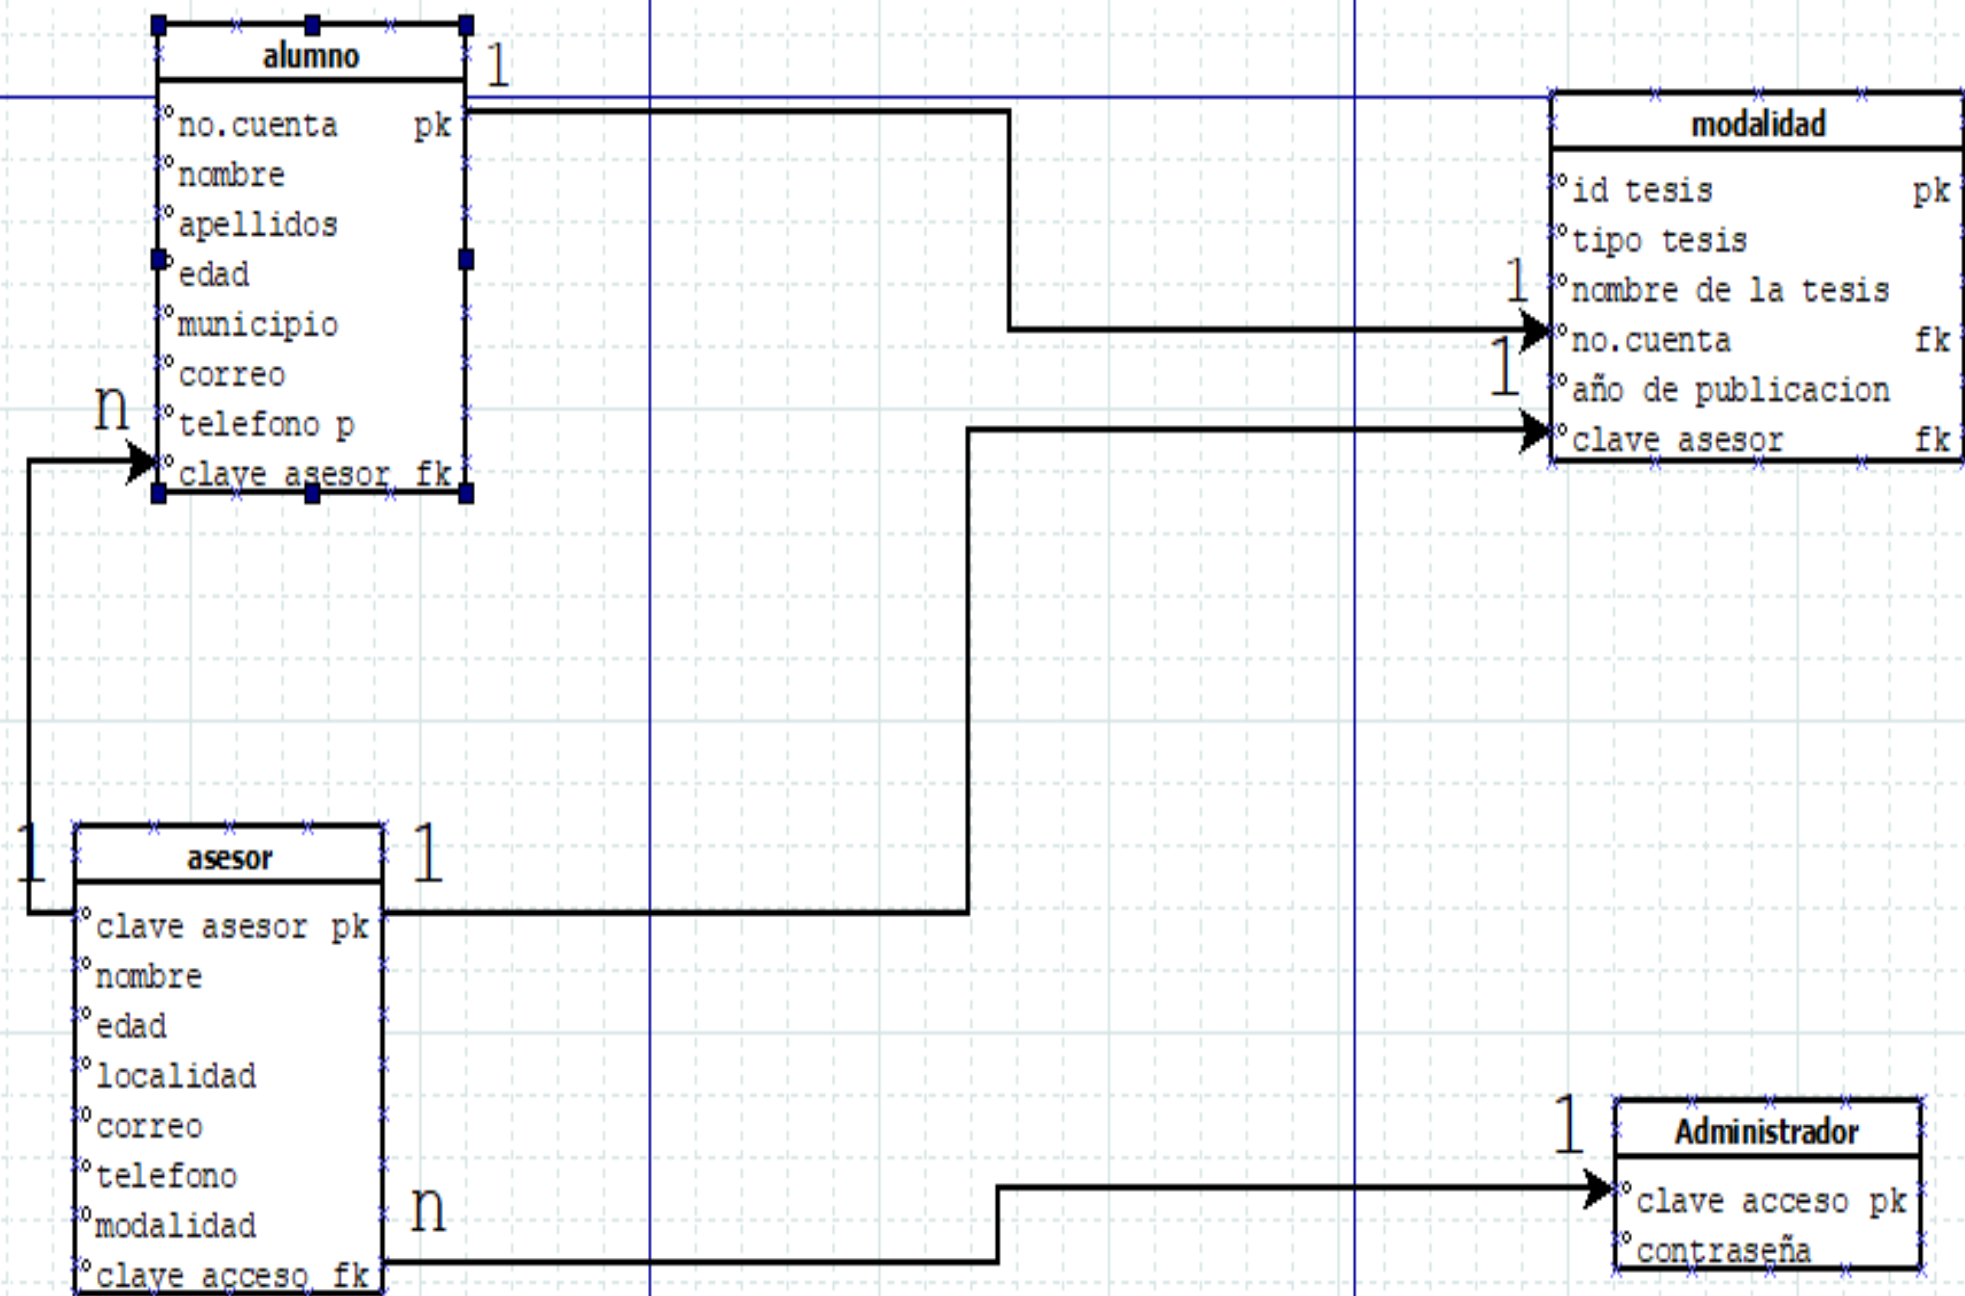 alumno
1
no.cuenta pk
nombre
apellidos
edad
municipio
correo
telefono p
clave asesor fk
n
modalidad
id tesis pk
tipo tesis
nombre de la tesis
no.cuenta fk
año de publicacion
clave asesor fk
1
1
1
asesor
1
clave asesor pk
nombre
edad
localidad
correo
telefono
modalidad
clave acceso fk
n
1
Administrador
clave acceso pk
contraseña